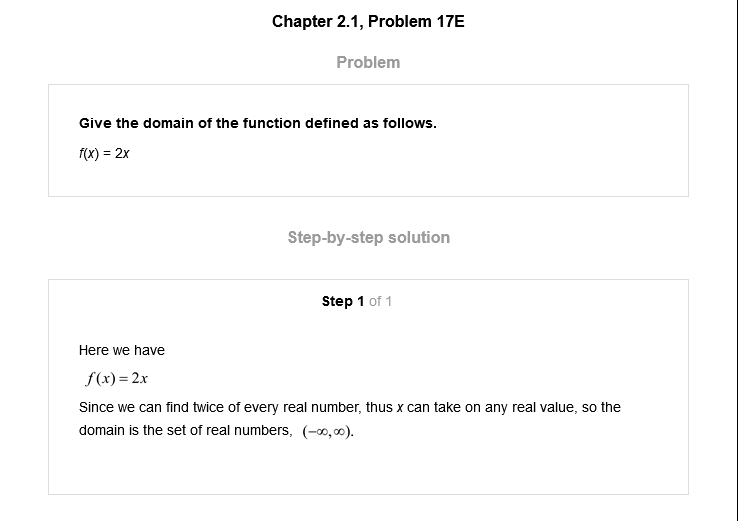 Chapter 2.1, Problem 17E
Problem
Give the domain of the function defined as follows.
f(x) = 2x
Step-by-step solution
Step 1 of 1
Here we have
f(x) = 2x
Since we can find twice of every real number, thus x can take on any real value, so the
domain is the set of real numbers, (−∞,∞).